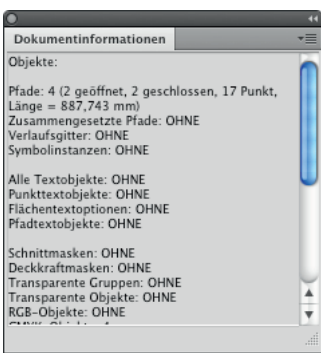 Dokumentinformationen
Objekte:
Pfade: 4 (2 geöffnet, 2 geschlossen, 17 Punkt,
Länge = 887,743 mm)
Zusammengesetzte Pfade: OHNE
Verlaufsgitter: OHNE
Symbolinstanzen: OHNE
Alle Textobjekte: OHNE
Punkttextobjekte: OHNE
Flächentextoptionen: OHNE
Pfadtextobjekte: OHNE
Schnittmasken: OHNE
Deckkraftmasken: OHNE
Transparente Gruppen: OHNE
Transparente Objekte: OHNE
RGB-Objekte: OHNE